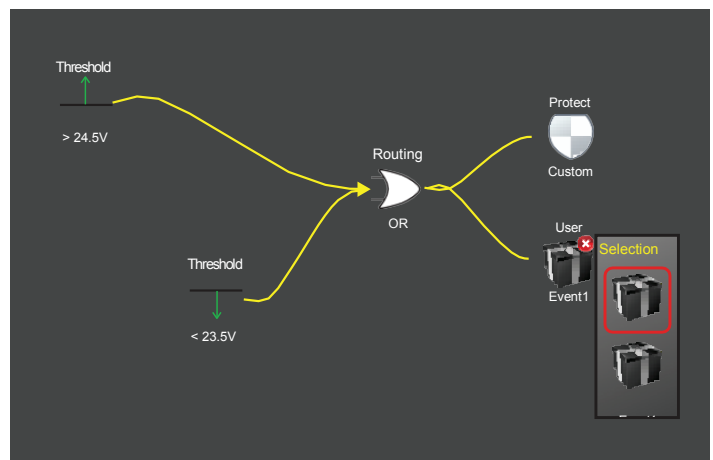 Threshold
> 24.5V
Threshold
< 23.5V
Routing
OR
Protect
Custom
User
Event1
Selection